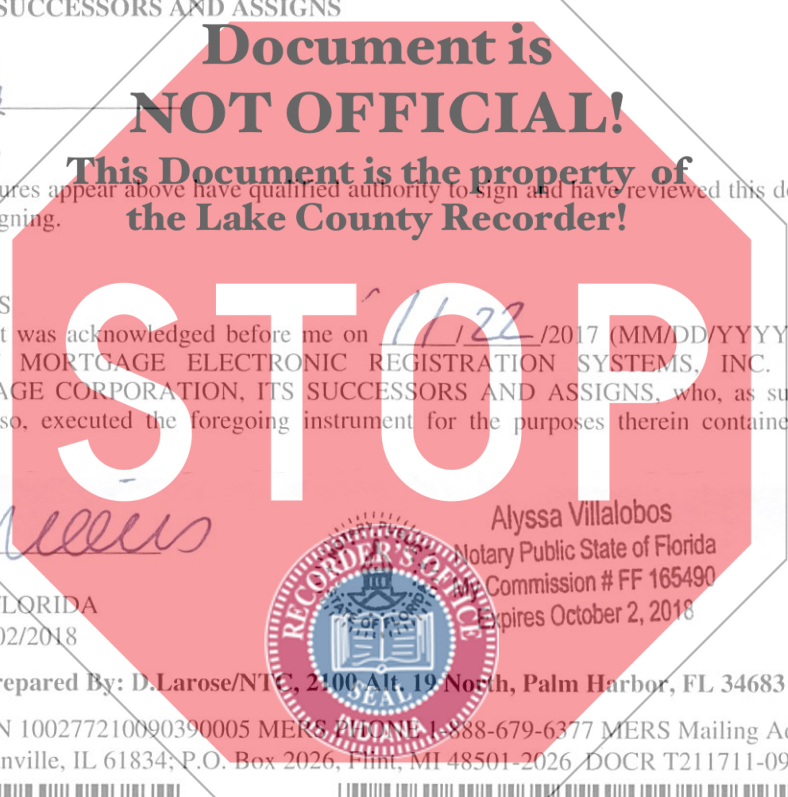 SUCCESSORS AND ASSIGNS
Document is
NOT OFFICIAL!
This Document is the property of
the Lake County Recorder!
ures appear above have qualified authority to sign and have reviewed this d
gning.
S
t was acknowledged before me on 11/22/2017 (MM/DD/YYYY
MORTGAGE ELECTRONIC REGISTRATION SYSTEMS, INC.
AGE CORPORATION, ITS SUCCESSORS AND ASSIGNS, who, as su
so, executed the foregoing instrument for the purposes therein containe
STOP
Alyssa Villalobos
Notary Public State of Florida
My Commission # FF 165490
Expires October 2, 2018
NOTARY PUBLIC
STATE OF FLORIDA
RECORDER'S OFFICE
SEAL
FLORIDA
02/2018
repared By: D.Larose/NTC, 2100 Alt. 19 North, Palm Harbor, FL 34683
N 100277210090390005 MERS PHONE 1-888-679-6377 MERS Mailing Ad
nville, IL 61834; P.O. Box 2026, Flint, MI 48501-2026 DOCR T211711-09